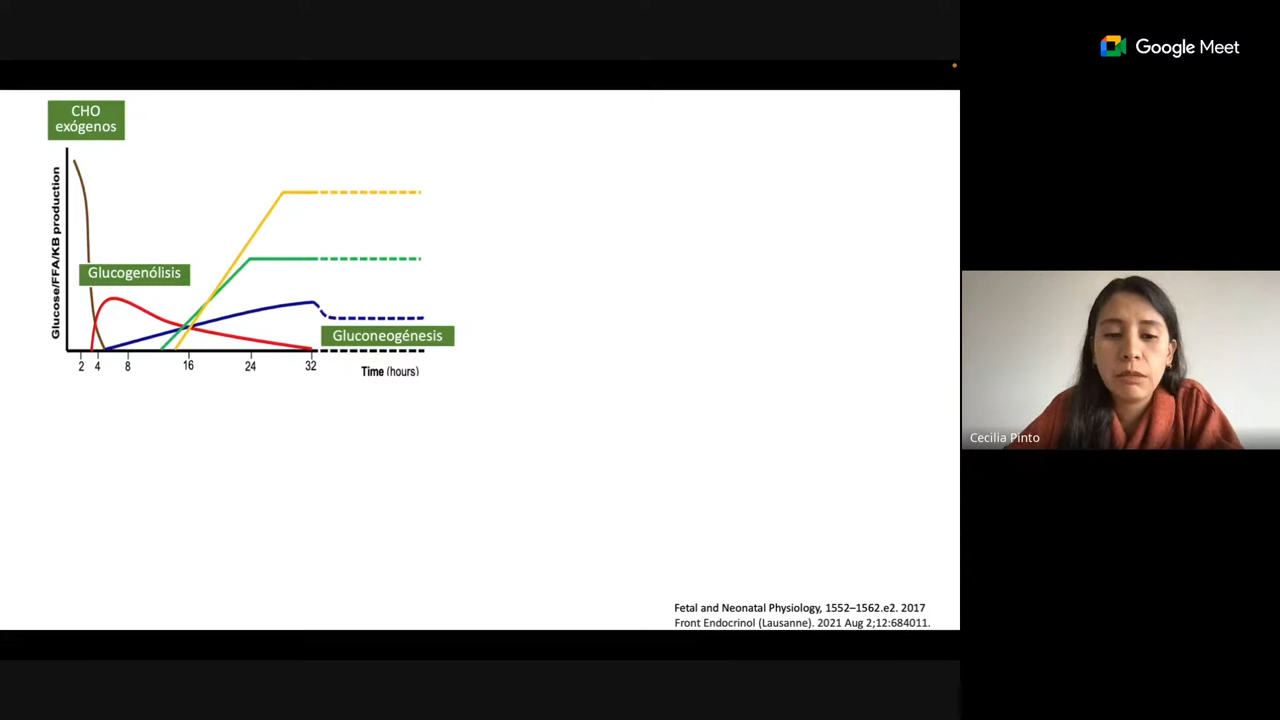 Google Meet
CHO
exógenos
Glucose/FFA/KB production
Glucogenólisis
Gluconeogénesis
2 4 8 16 24 32
Time (hours)
Cecilia Pinto
Fetal and Neonatal Physiology, 1552–1562.e2. 2017
Front Endocrinol (Lausanne). 2021 Aug 2;12:684011.